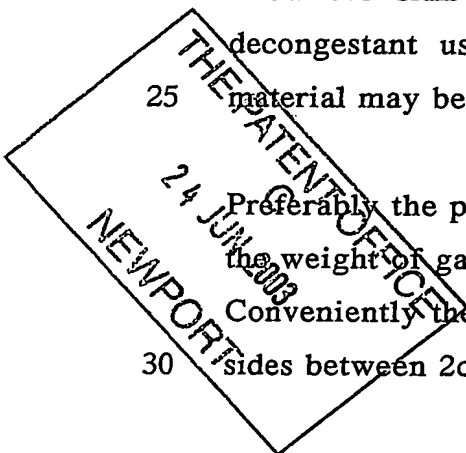 decongestant us
25 material may be
Preferably the p
the weight of ga
Conveniently the
30 sides between 2c
THE PATENT OFFICE
C
24 JUN 2003
NEWPORT